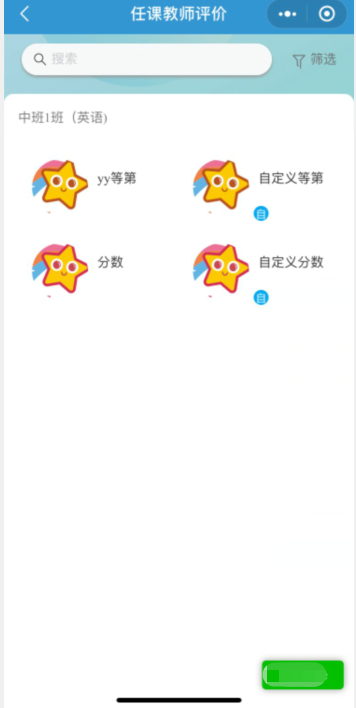 任课教师评价
搜索 筛选
中班1班（英语)
yy等第 自定义等第
自
分数 自定义分数
自